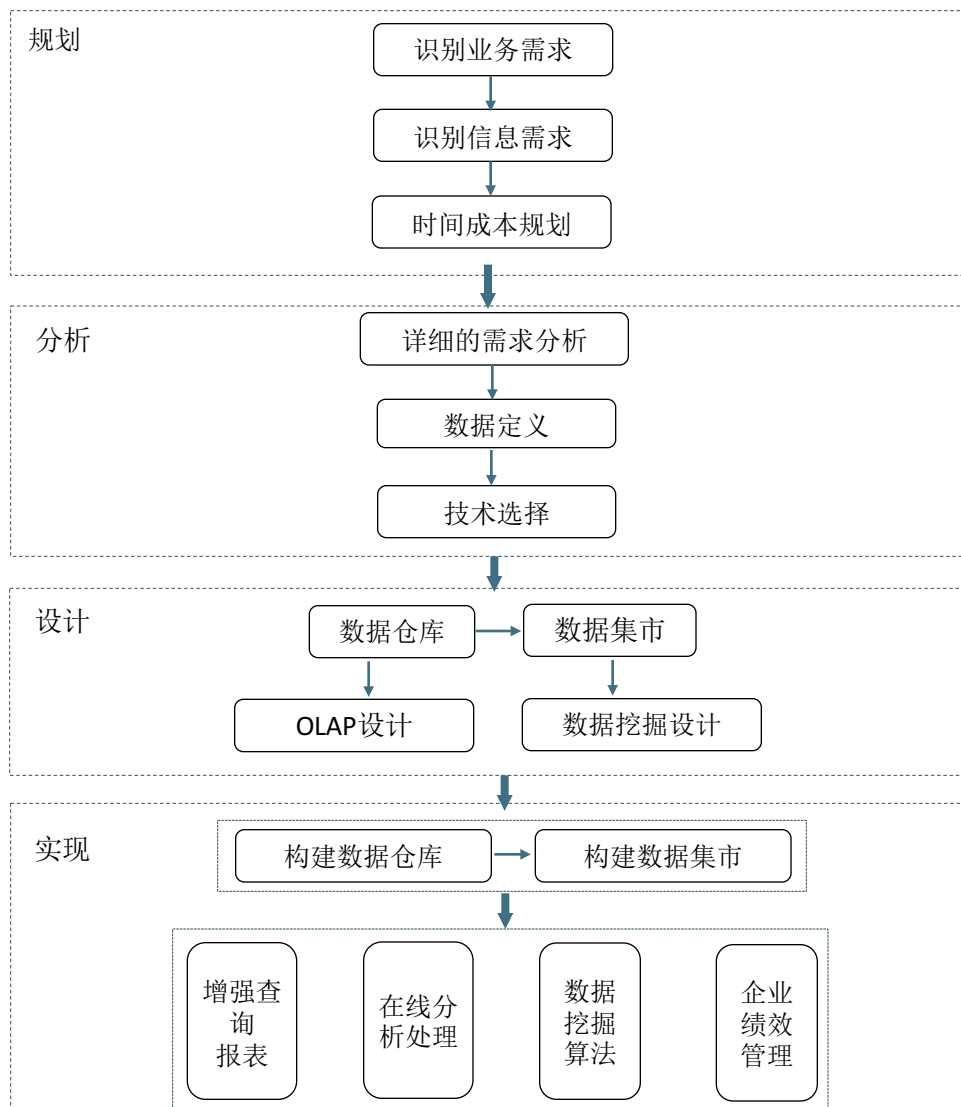 规划
识别业务需求
识别信息需求
时间成本规划
分析
详细的需求分析
数据定义
技术选择
设计
数据仓库
数据集市
OLAP设计
数据挖掘设计
实现
构建数据仓库
构建数据集市
增强查
询
报表
在线分
析处理
数据
挖掘
算法
企业
绩效
管理